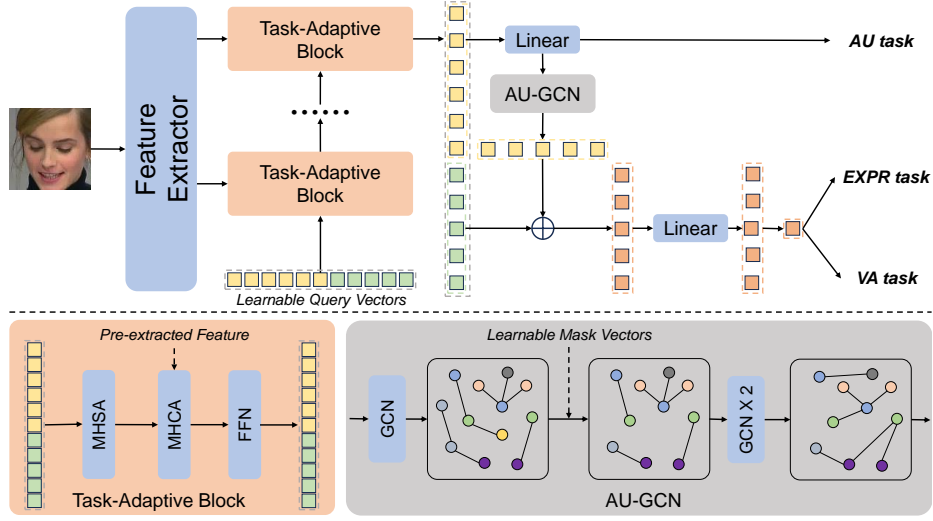 Feature
Extractor
Task-Adaptive
Block
Task-Adaptive
Block
Learnable Query Vectors
Linear
AU-GCN
Linear
AU task
EXPR task
VA task
Pre-extracted Feature
MHSA
MHCA
FFN
Task-Adaptive Block
Learnable Mask Vectors
GCN
GCN X 2
AU-GCN